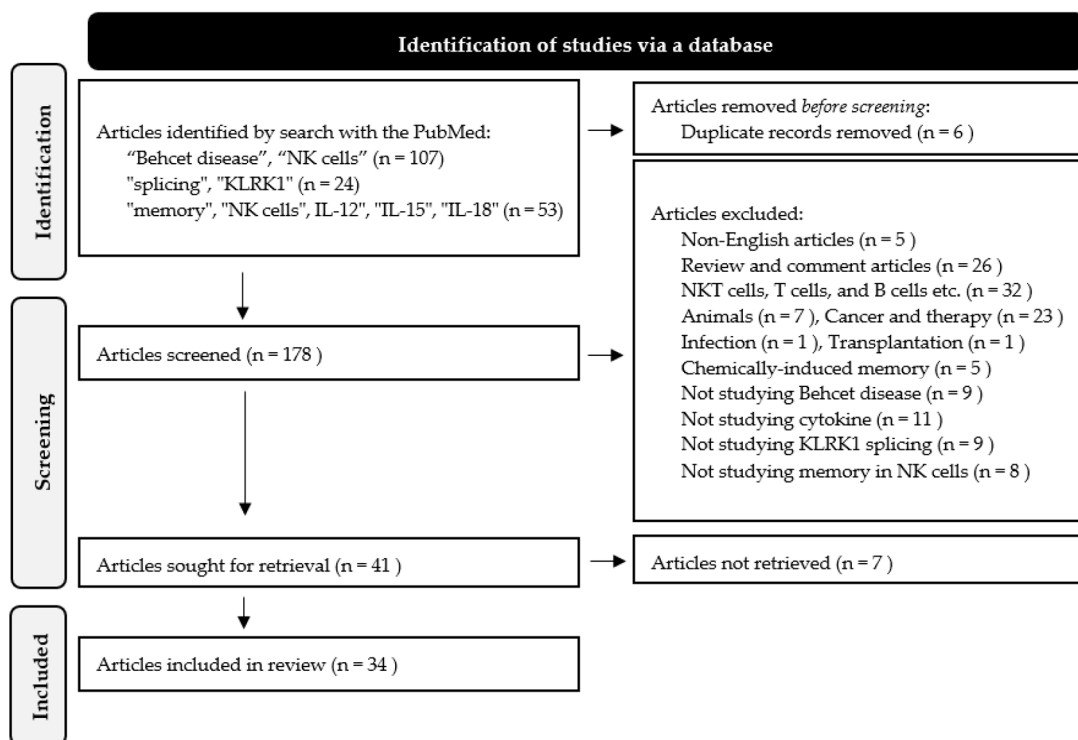 Identification of studies via a database
Identification
Articles identified by search with the PubMed:
“Behcet disease”, “NK cells” (n = 107)
"splicing", "KLRK1" (n = 24)
"memory", "NK cells", IL-12", "IL-15", "IL-18" (n = 53)
Articles removed before screening:
Duplicate records removed (n = 6 )
Screening
Articles screened (n = 178 )
Articles excluded:
Non-English articles (n = 5 )
Review and comment articles (n = 26 )
NKT cells, T cells, and B cells etc. (n = 32 )
Animals (n = 7 ), Cancer and therapy (n = 23 )
Infection (n = 1 ), Transplantation (n = 1 )
Chemically-induced memory (n = 5 )
Not studying Behcet disease (n = 9 )
Not studying cytokine (n = 11 )
Not studying KLRK1 splicing (n = 9 )
Not studying memory in NK cells (n = 8 )
Articles sought for retrieval (n = 41 )
Articles not retrieved (n = 7 )
Included
Articles included in review (n = 34 )